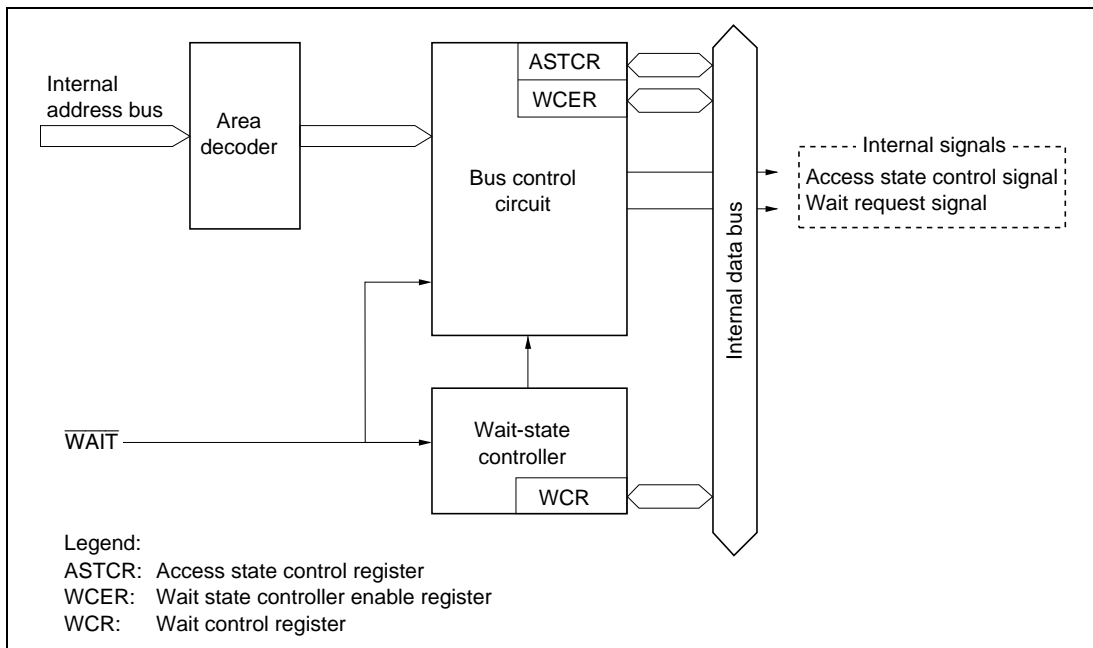 Internal
address bus
Area
decoder
ASTCR
WCER
Bus control
circuit
Internal signals
Access state control signal
Wait request signal
Internal data bus
WAIT
Wait-state
controller
WCR
Legend:
ASTCR: Access state control register
WCER: Wait state controller enable register
WCR: Wait control register